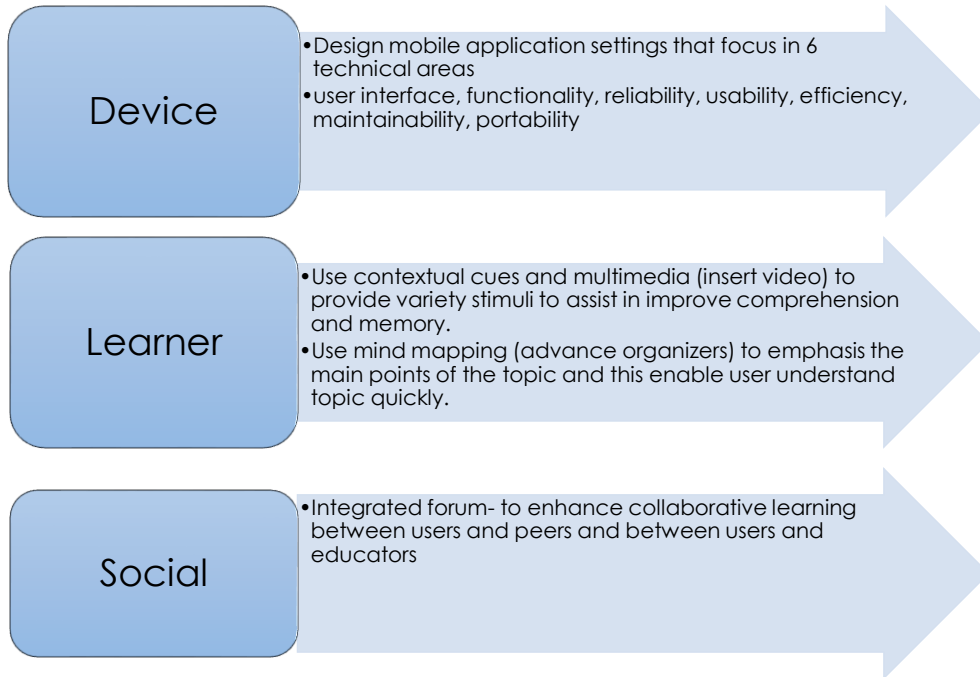 Device
•Design mobile application settings that focus in 6
technical areas
•user interface, functionality, reliability, usability, efficiency,
maintainability, portability
Learner
•Use contextual cues and multimedia (insert video) to
provide variety stimuli to assist in improve comprehension
and memory.
•Use mind mapping (advance organizers) to emphasis the
main points of the topic and this enable user understand
topic quickly.
Social
•Integrated forum- to enhance collaborative learning
between users and peers and between users and
educators